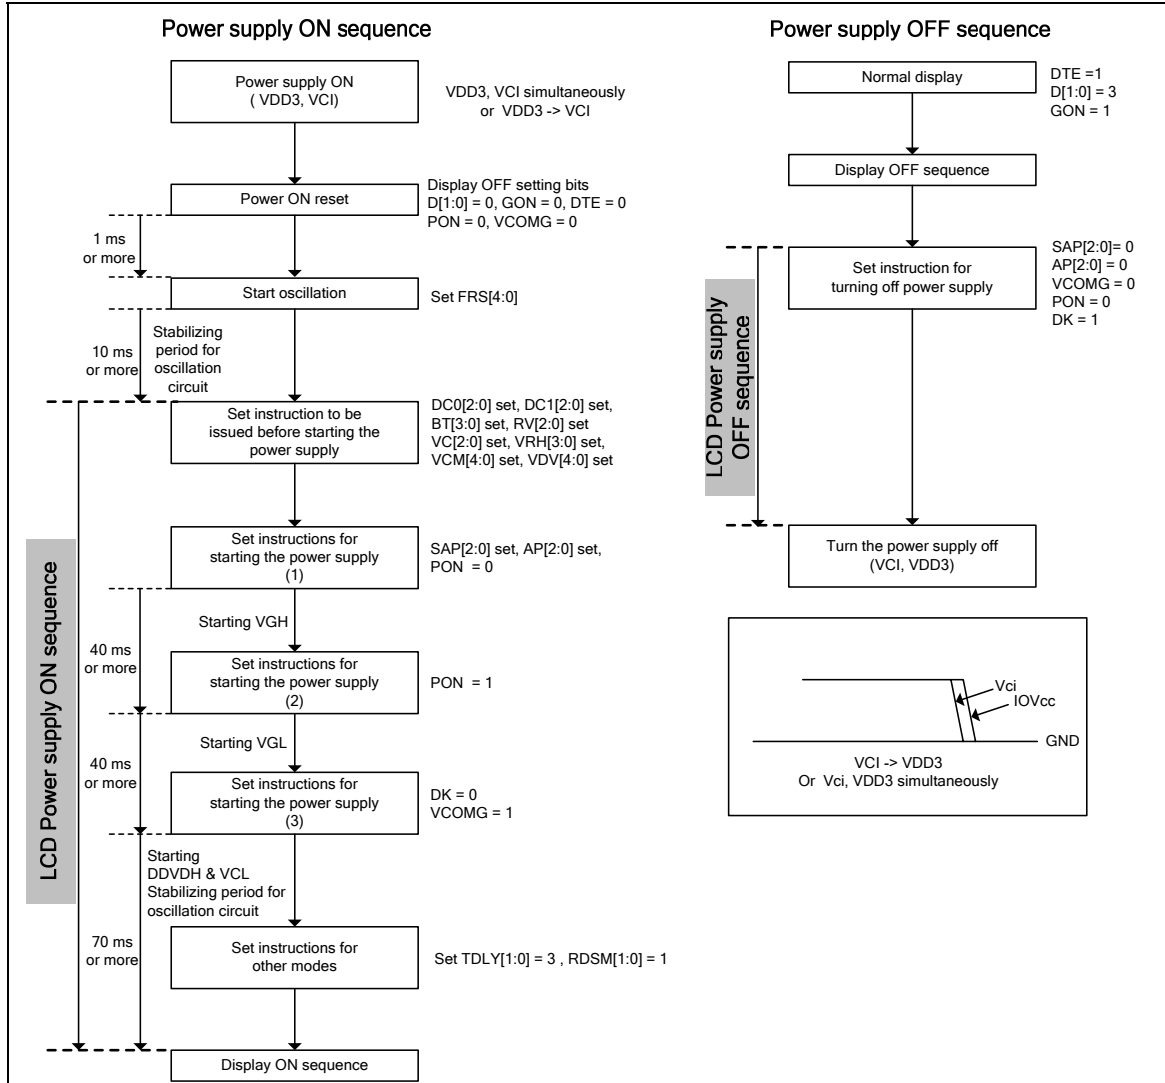 Power supply ON sequence
Power supply ON
( VDD3, VCI)
VDD3, VCI simultaneously
or VDD3 -> VCI
Power ON reset
Display OFF setting bits
D[1:0] = 0, GON = 0, DTE = 0
PON = 0, VCOMG = 0
1 ms
or more
Start oscillation
Set FRS[4:0]
10 ms
or more
Stabilizing
period for
oscillation
circuit
Set instruction to be
issued before starting the
power supply
DC0[2:0] set, DC1[2:0] set,
BT[3:0] set, RV[2:0] set
VC[2:0] set, VRH[3:0] set,
VCM[4:0] set, VDV[4:0] set
LCD Power supply ON sequence
Set instructions for
starting the power supply
(1)
SAP[2:0] set, AP[2:0] set,
PON = 0
Starting VGH
40 ms
or more
Set instructions for
starting the power supply
(2)
PON = 1
Starting VGL
40 ms
or more
Set instructions for
starting the power supply
(3)
DK = 0
VCOMG = 1
Starting
DDVDH & VCL
Stabilizing period for
oscillation circuit
70 ms
or more
Set instructions for
other modes
Set TDLY[1:0] = 3 , RDSM[1:0] = 1
Display ON sequence
Power supply OFF sequence
Normal display
DTE =1
D[1:0] = 3
GON = 1
Display OFF sequence
LCD Power supply
OFF sequence
Set instruction for
turning off power supply
SAP[2:0]= 0
AP[2:0] = 0
VCOMG = 0
PON = 0
DK = 1
Turn the power supply off
(VCI, VDD3)
Vci
IOVcc
GND
VCI -> VDD3
Or Vci, VDD3 simultaneously